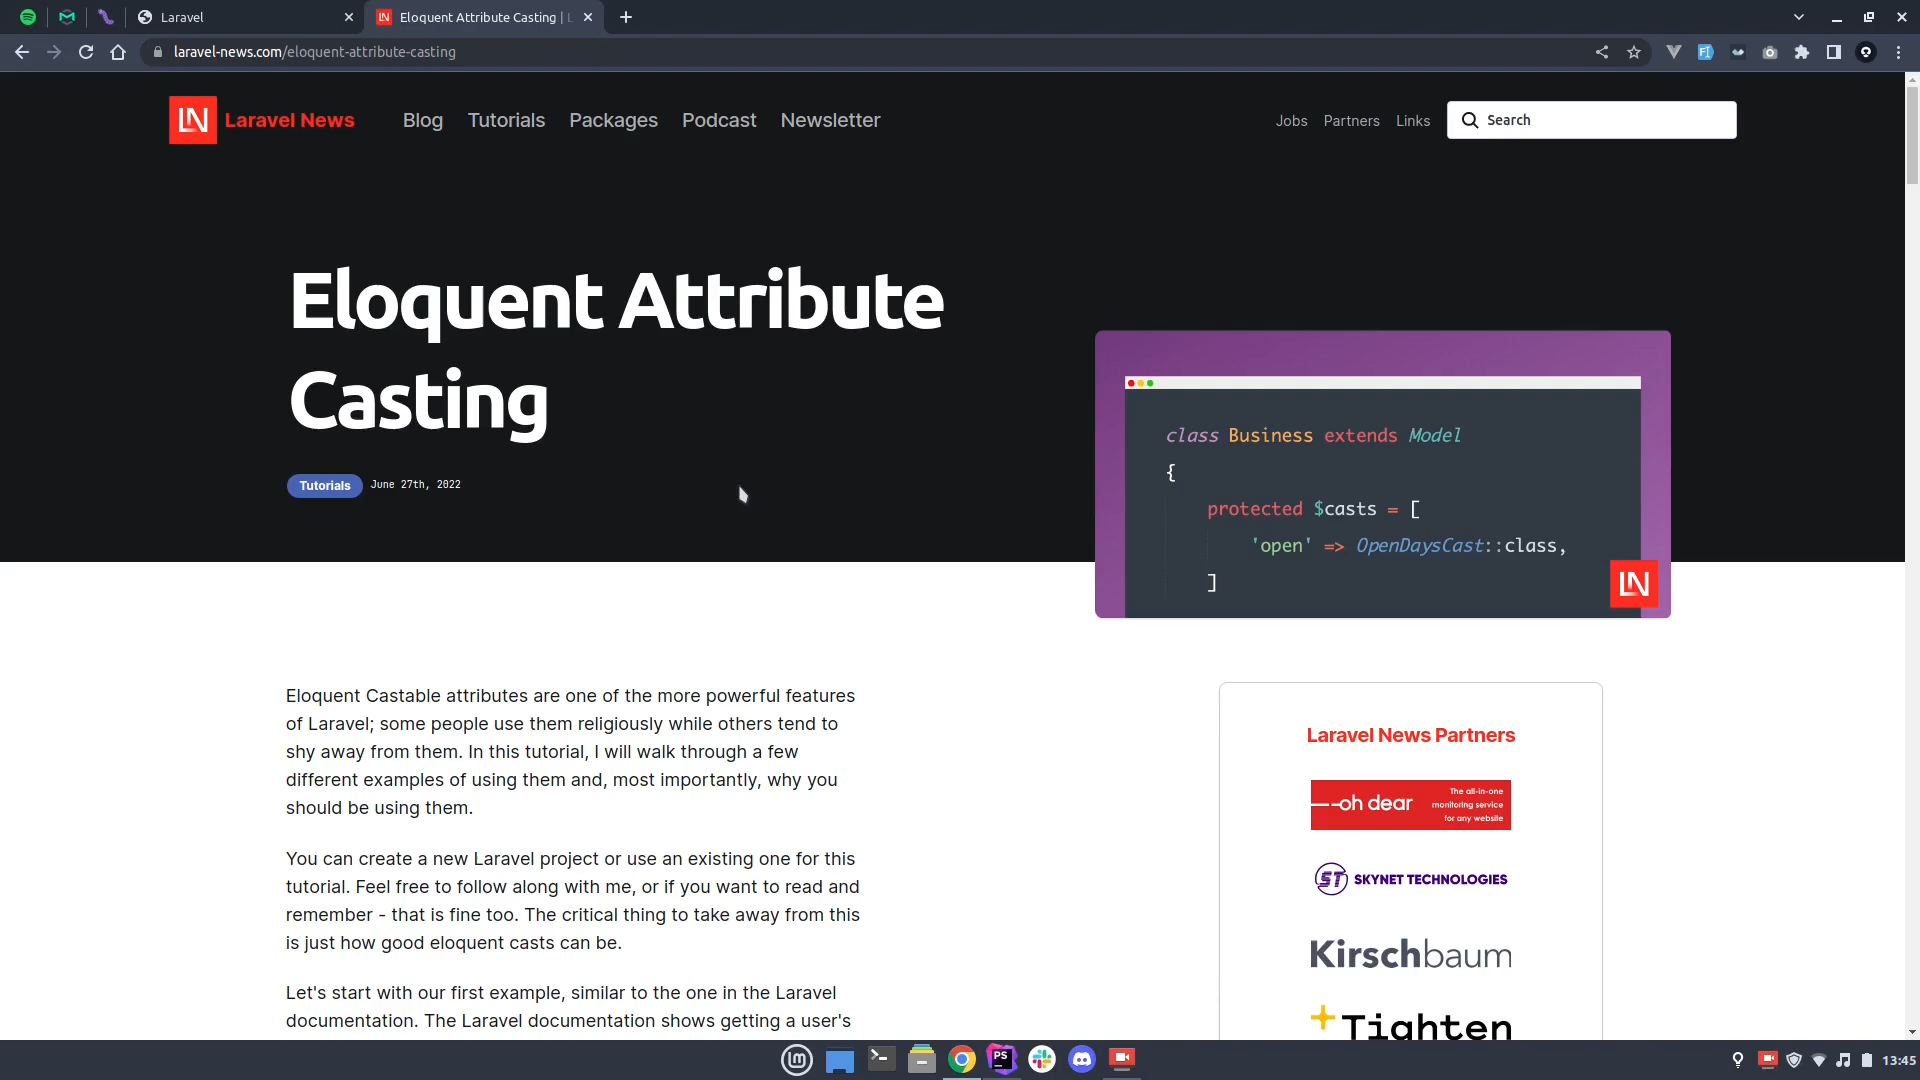 Laravel
Eloquent Attribute Casting |
laravel-news.com/eloquent-attribute-casting
LN Laravel News
Blog Tutorials Packages Podcast Newsletter
Jobs Partners Links
Search
Eloquent Attribute
Casting
Tutorials June 27th, 2022
class Business extends Model
{
protected $casts = [
'open' => OpenDaysCast::class,
]
LN
Eloquent Castable attributes are one of the more powerful features
of Laravel; some people use them religiously while others tend to
shy away from them. In this tutorial, I will walk through a few
different examples of using them and, most importantly, why you
should be using them.
You can create a new Laravel project or use an existing one for this
tutorial. Feel free to follow along with me, or if you want to read and
remember - that is fine too. The critical thing to take away from this
is just how good eloquent casts can be.
Let's start with our first example, similar to the one in the Laravel
documentation. The Laravel documentation shows getting a user's
Laravel News Partners
oh dear
The all-in-one
monitoring service
for any website
ST SKYNET TECHNOLOGIES
Kirschbaum
Tighten
PS
13:45